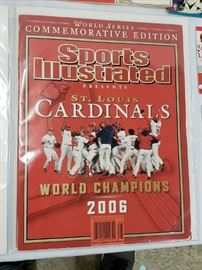 WORLD SERIES
COMMEMORATIVE EDITION
Sports
Illustrated
PRESENTS
ST. LOUIS
CARDINALS
WORLD CHAMPIONS
2006